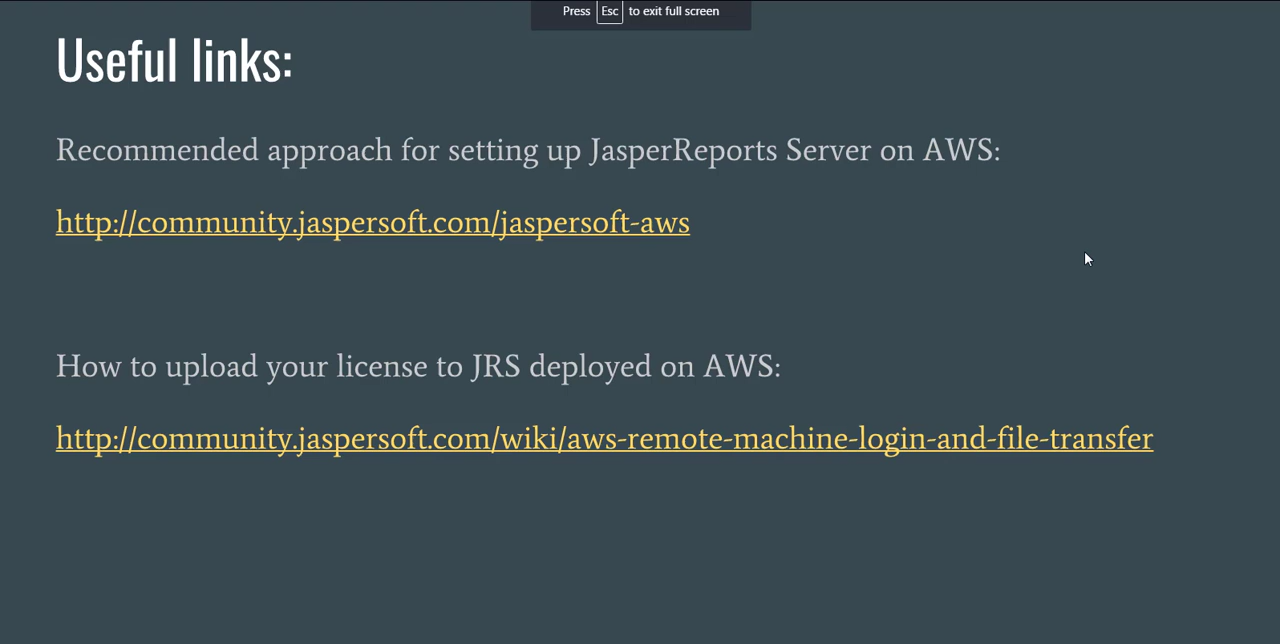 Press Esc to exit full screen
Useful links:
Recommended approach for setting up JasperReports Server on AWS:
http://community.jaspersoft.com/jaspersoft-aws
How to upload your license to JRS deployed on AWS:
http://community.jaspersoft.com/wiki/aws-remote-machine-login-and-file-transfer